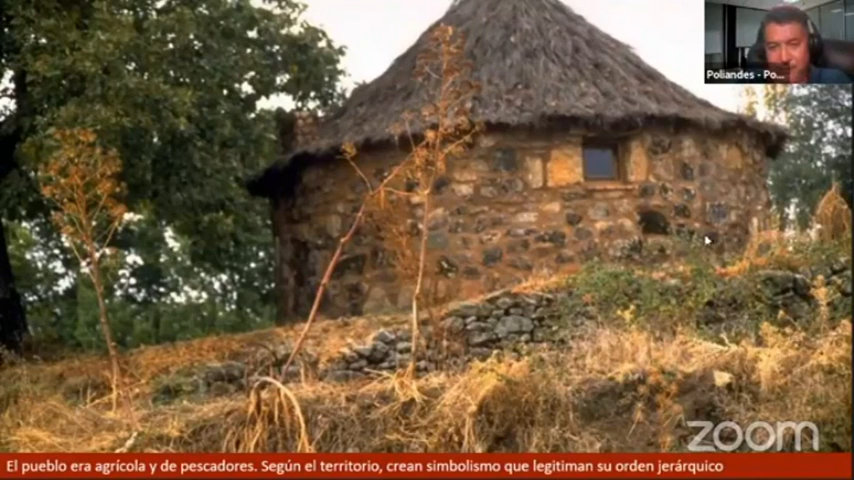 Poliandes - Po...
zoom
El pueblo era agrícola y de pescadores. Según el territorio, crean simbolismo que legitiman su orden jerárquico